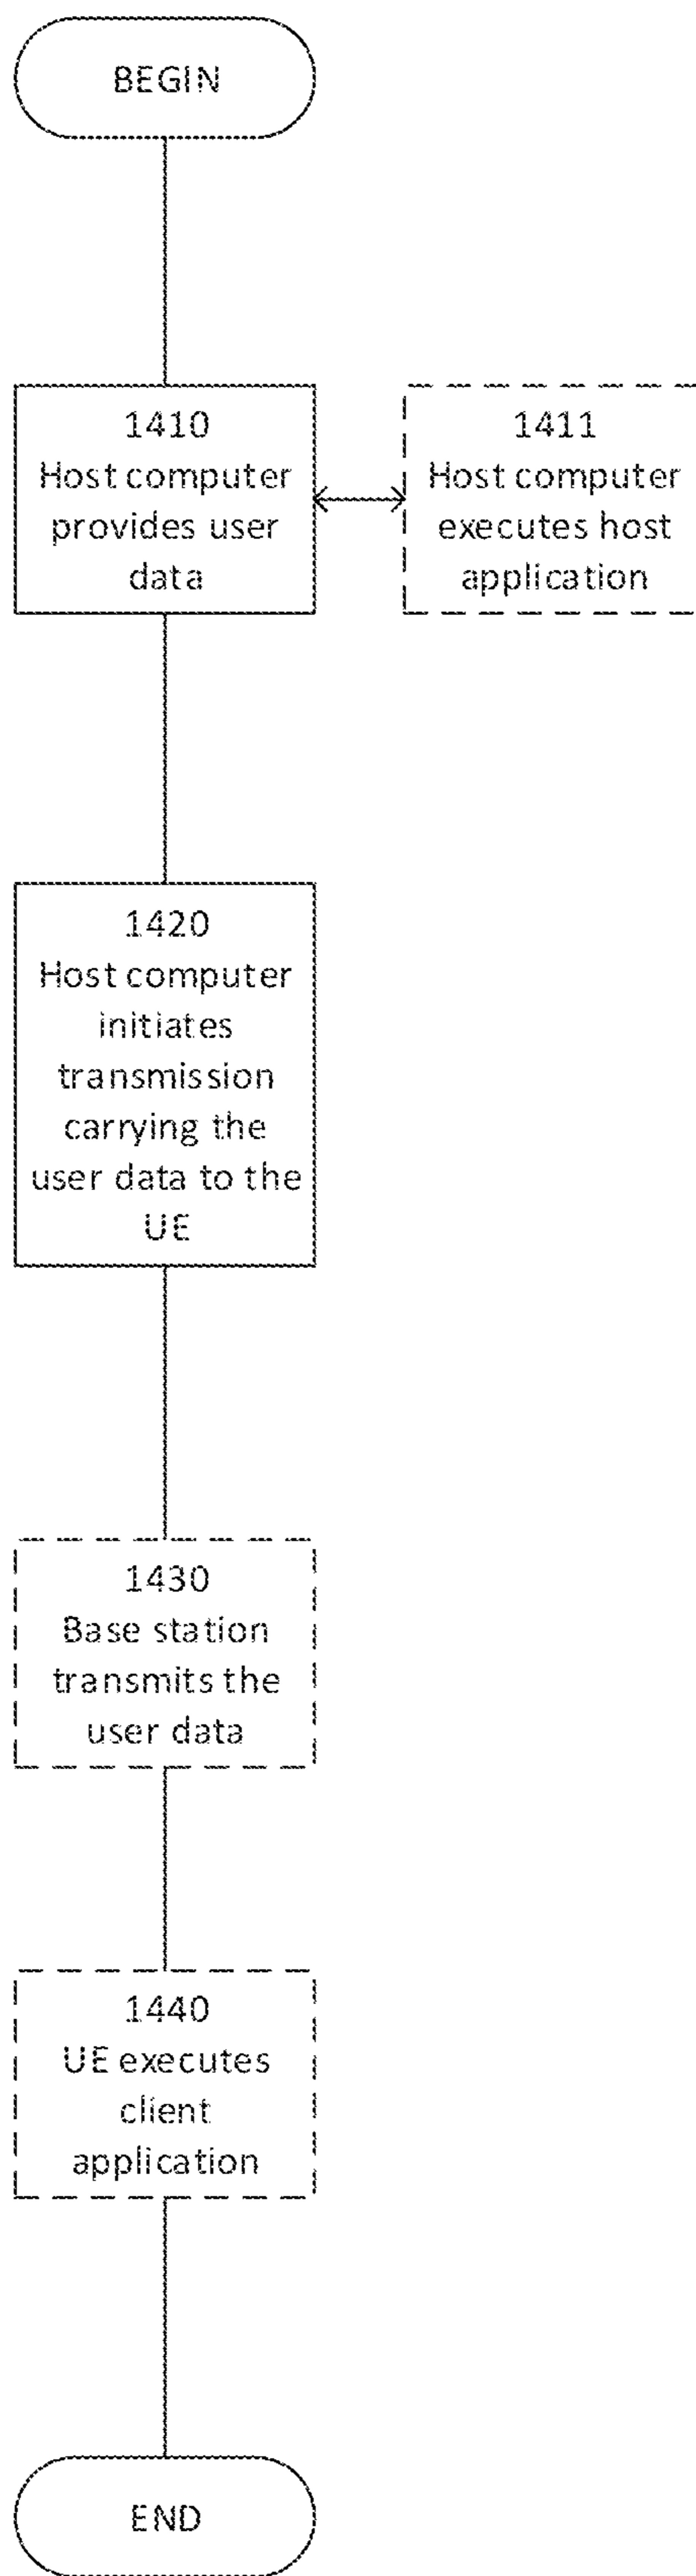 BEGIN
1410
Host computer
provides user
data
1411
Host computer
executes host
application
1420
Host computer
initiates
transmission
carrying the
user data to the
UE
1430
Base station
transmits the
user data
1440
UE executes
client
application
END